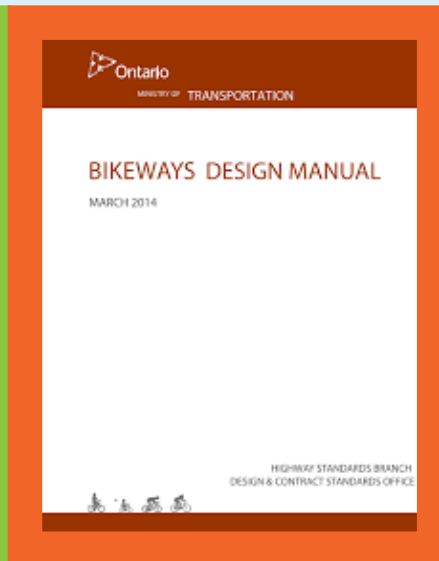 Ontario
MINISTRY OF TRANSPORTATION
BIKEWAYS DESIGN MANUAL
MARCH 2014
HIGHWAY STANDARDS BRANCH
DESIGN & CONTRACT STANDARDS OFFICE